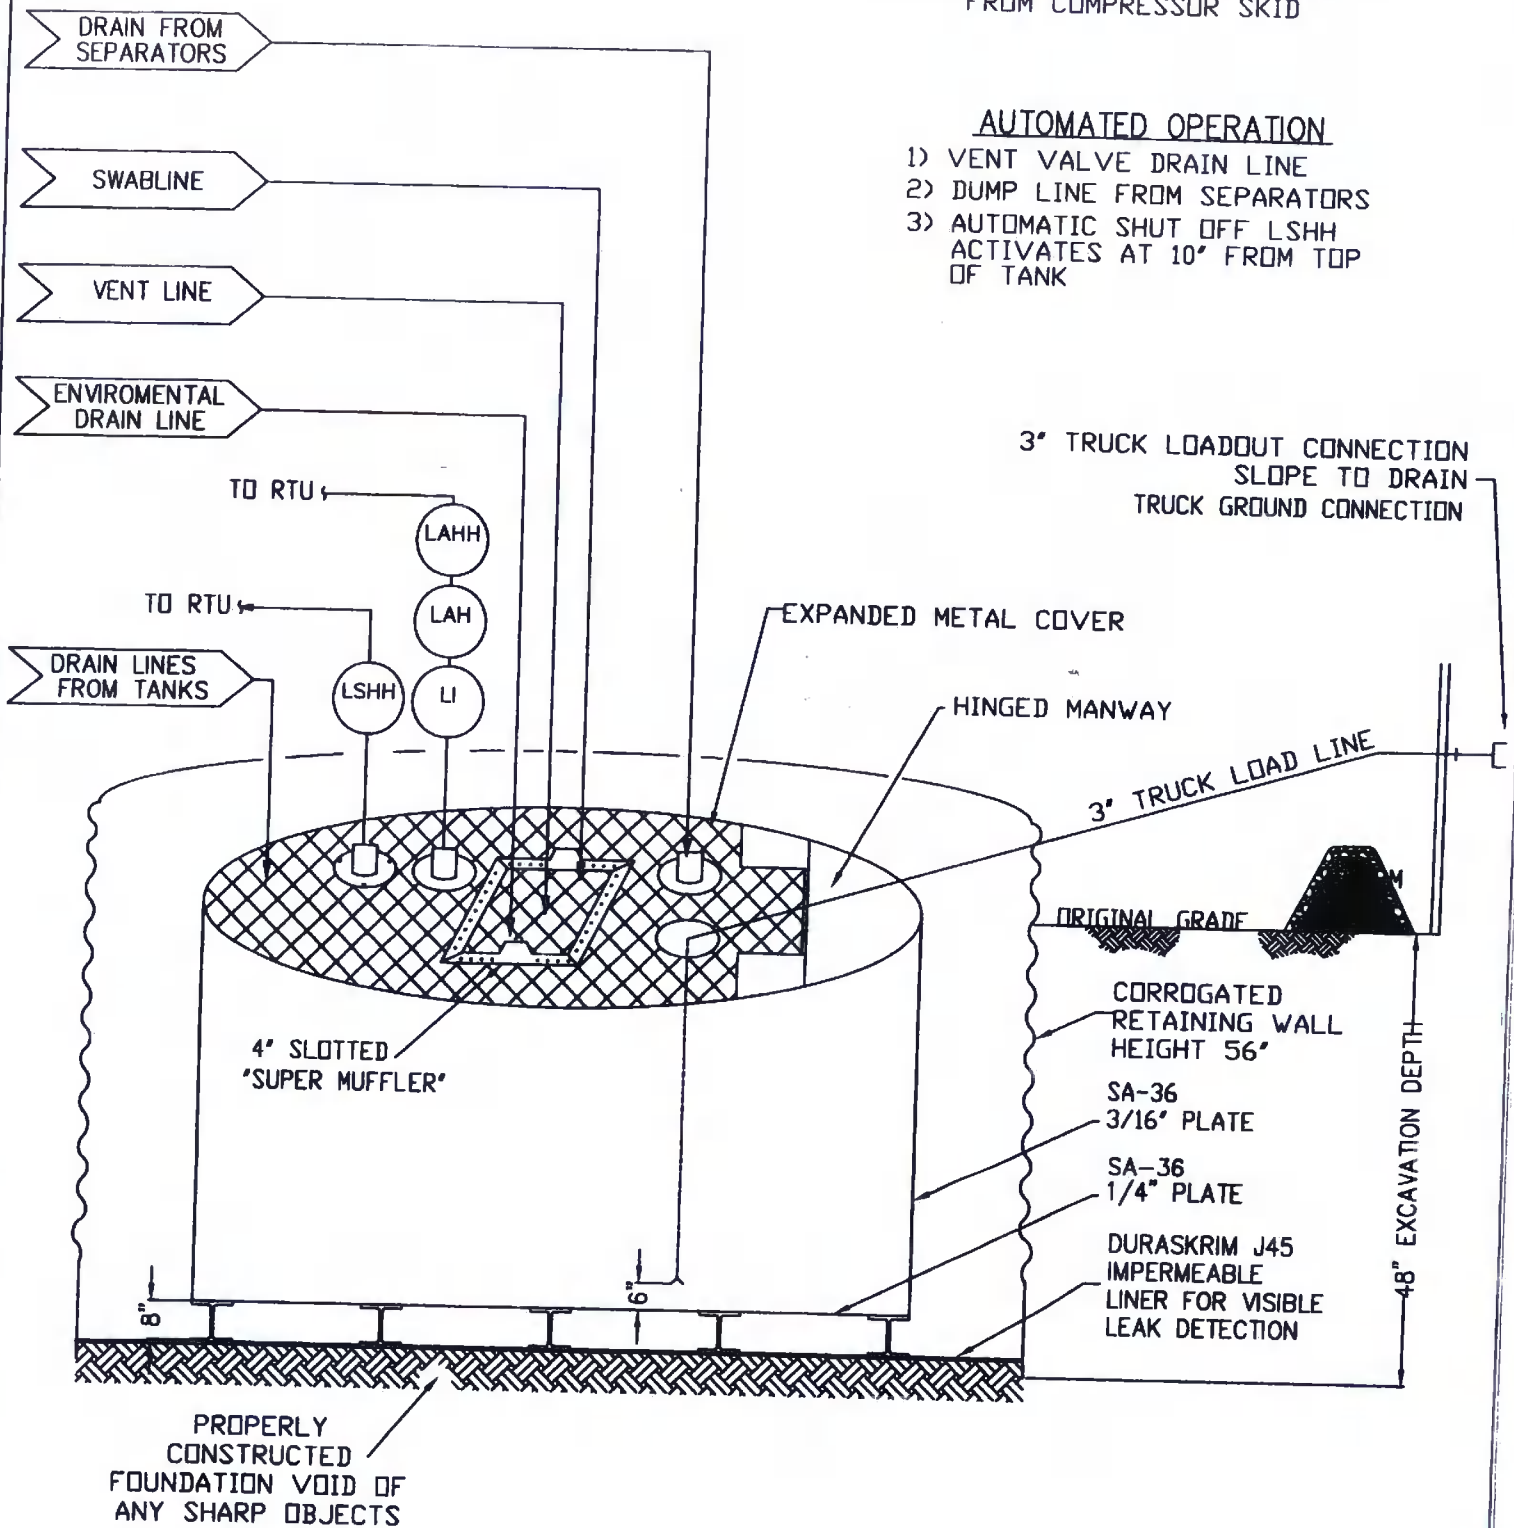 FROM COMPRESSOR SKID
DRAIN FROM
SEPARATORS
AUTOMATED OPERATION
1) VENT VALVE DRAIN LINE
2) DUMP LINE FROM SEPARATORS
3) AUTOMATIC SHUT OFF LSHH
ACTIVATES AT 10" FROM TOP
OF TANK
SWABLINE
VENT LINE
ENVIROMENTAL
DRAIN LINE
3" TRUCK LOADOUT CONNECTION
SLOPE TO DRAIN
TRUCK GROUND CONNECTION
TO RTU
LAHH
TO RTU
LAH
EXPANDED METAL COVER
DRAIN LINES
FROM TANKS
LSHH
LI
HINGED MANWAY
3" TRUCK LOAD LINE
ORIGINAL GRADE
4" SLOTTED
"SUPER MUFFLER"
CORROGATED
RETAINING WALL
HEIGHT 56"
SA-36
3/16" PLATE
SA-36
1/4" PLATE
DURASKRIM J45
IMPERMEABLE
LINER FOR VISIBLE
LEAK DETECTION
48" EXCAVATION DEPTH
8"
6"
PROPERLY
CONSTRUCTED
FOUNDATION VOID OF
ANY SHARP OBJECTS